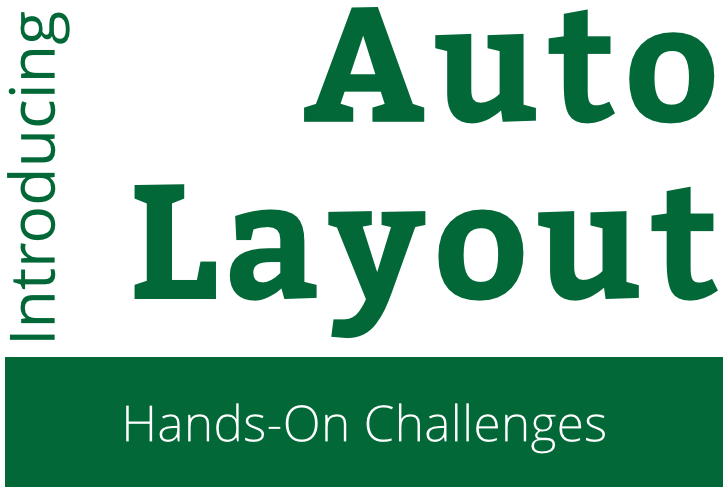 Introducing
Auto
Layout
Hands-On Challenges